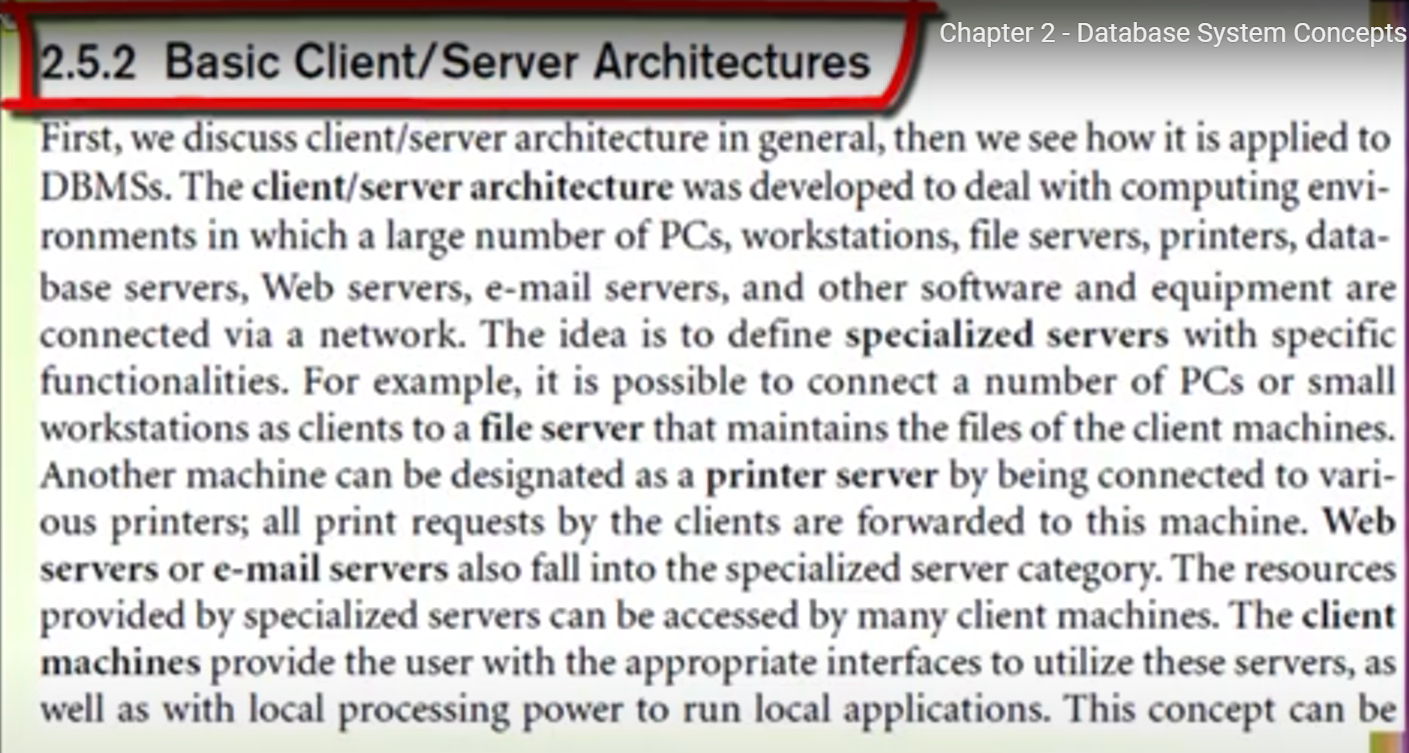 2.5.2 Basic Client/Server Architectures
Chapter 2 - Database System Concepts
First, we discuss client/server architecture in general, then we see how it is applied to
DBMSs. The client/server architecture was developed to deal with computing envi-
ronments in which a large number of PCs, workstations, file servers, printers, data-
base servers, Web servers, e-mail servers, and other software and equipment are
connected via a network. The idea is to define specialized servers with specific
functionalities. For example, it is possible to connect a number of PCs or small
workstations as clients to a file server that maintains the files of the client machines.
Another machine can be designated as a printer server by being connected to vari-
ous printers; all print requests by the clients are forwarded to this machine. Web
servers or e-mail servers also fall into the specialized server category. The resources
provided by specialized servers can be accessed by many client machines. The client
machines provide the user with the appropriate interfaces to utilize these servers, as
well as with local processing power to run local applications. This concept can be